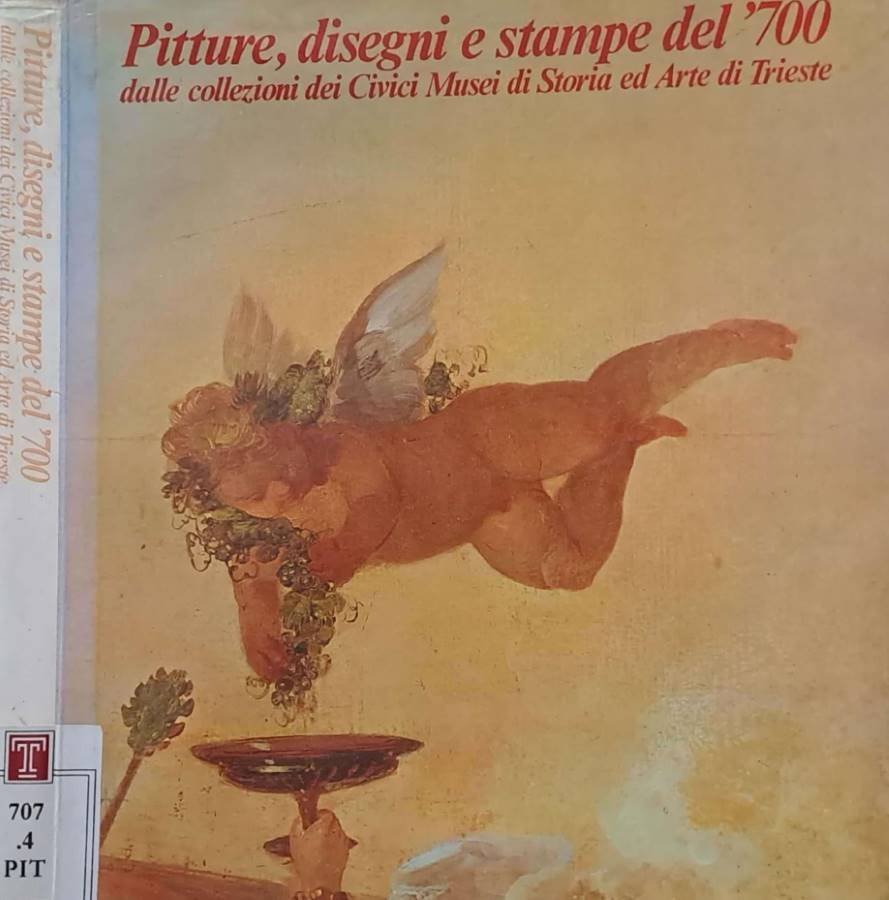 Pitture, disegni e stampe del '700
dalle collezioni dei Civici Musei di Storia ed Arte di Trieste
Pitture, disegni e stampe del '700
dalle collezioni dei Civici Musei di Storia ed Arte di Trieste
T
707
.4
PIT